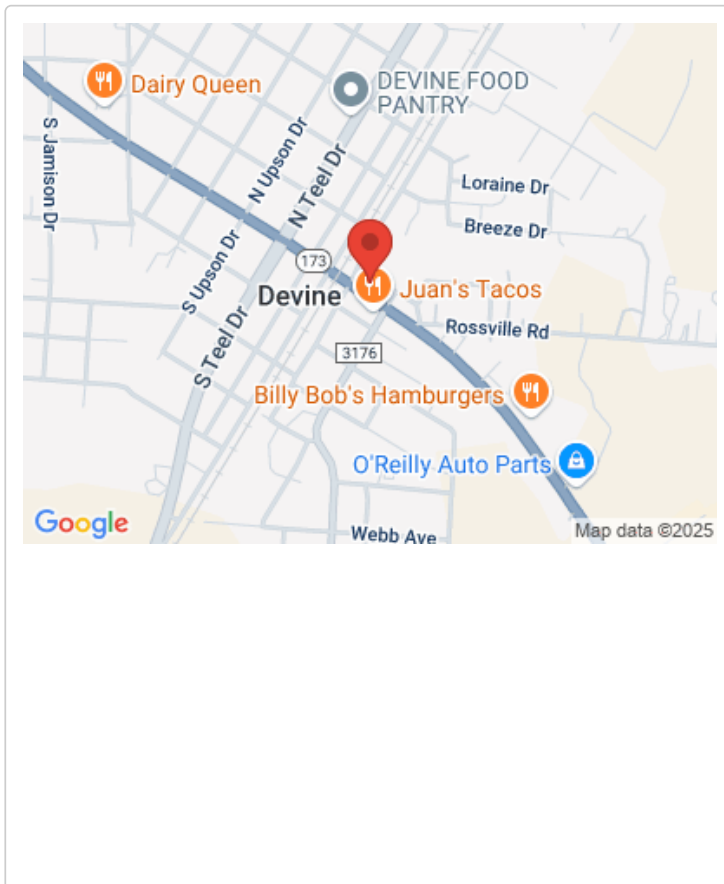 Dairy Queen
DEVINE FOOD
PANTRY
S Jamison Dr
N Upson Dr
Loraine Dr
N Teel Dr
Breeze Dr
S Upson Dr
173
Devine
Juan's Tacos
Rossville Rd
S Teel Dr
3176
Billy Bob's Hamburgers
O'Reilly Auto Parts
Google
Webb Ave
Map data ©2025